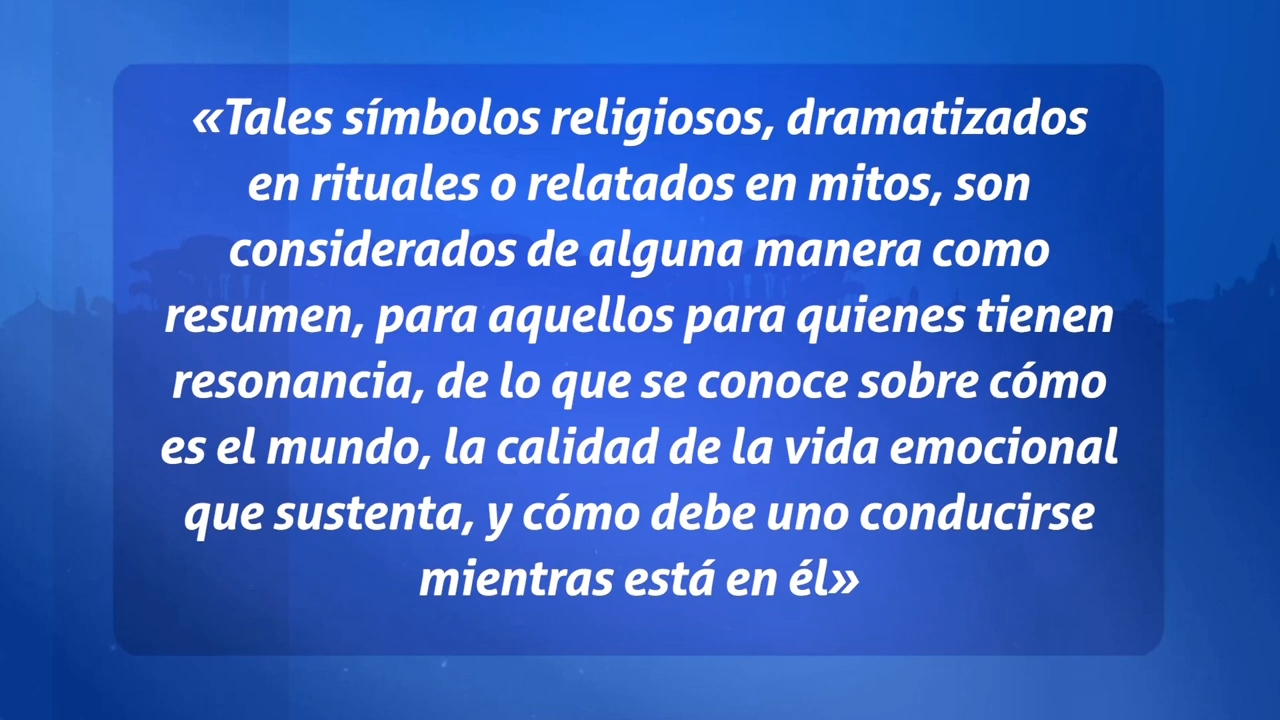 «Tales símbolos religiosos, dramatizados
en rituales o relatados en mitos, son
considerados de alguna manera como
resumen, para aquellos para quienes tienen
resonancia, de lo que se conoce sobre cómo
es el mundo, la calidad de la vida emocional
que sustenta, y cómo debe uno conducirse
mientras está en él»